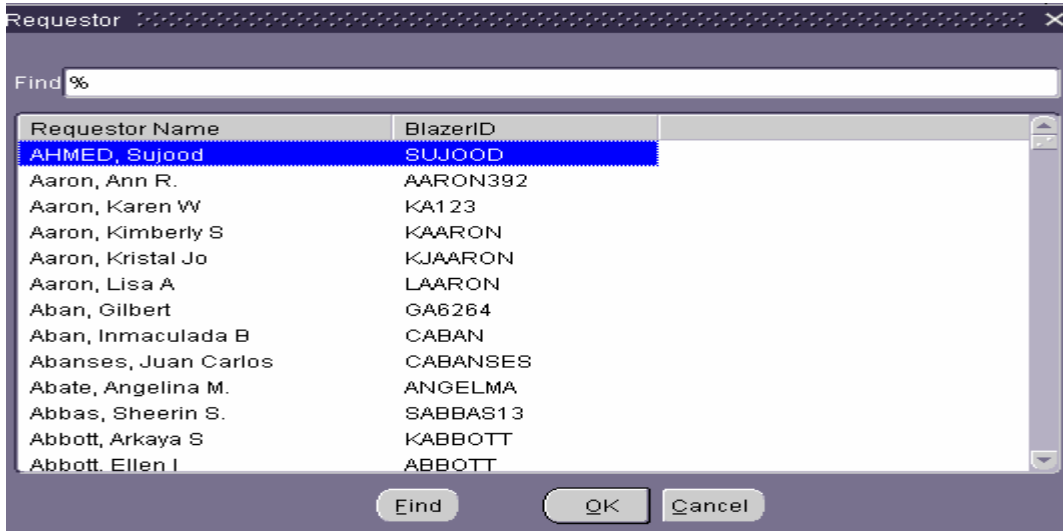 Requestor
Find %
Requestor Name BlazerID
AHMED, Sujood SUJOOD
Aaron, Ann R. AARON392
Aaron, Karen W KA123
Aaron, Kimberly S KAARON
Aaron, Kristal Jo KJAARON
Aaron, Lisa A LAARON
Aban, Gilbert GA6264
Aban, Inmaculada B CABAN
Abanses, Juan Carlos CABANSES
Abate, Angelina M. ANGELMA
Abbas, Sheerin S. SABBAS13
Abbott, Arkaya S KABBOTT
Abbott, Ellen I ABBOTT
Find OK Cancel